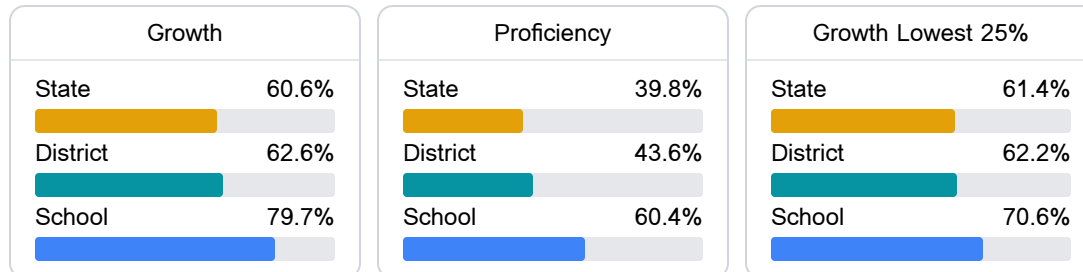 Growth
State 60.6%
District 62.6%
School 79.7%
Proficiency
State 39.8%
District 43.6%
School 60.4%
Growth Lowest 25%
State 61.4%
District 62.2%
School 70.6%